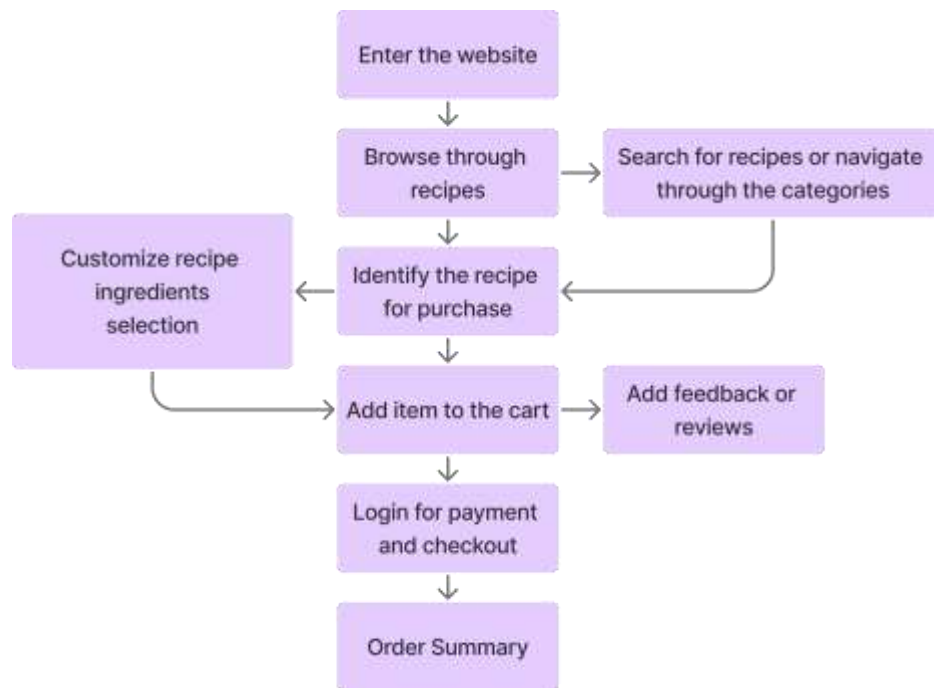 Enter the website
Browse through
recipes
Search for recipes or navigate
through the categories
Customize recipe
ingredients
selection
Identify the recipe
for purchase
Add item to the cart
Add feedback or
reviews
Login for payment
and checkout
Order Summary